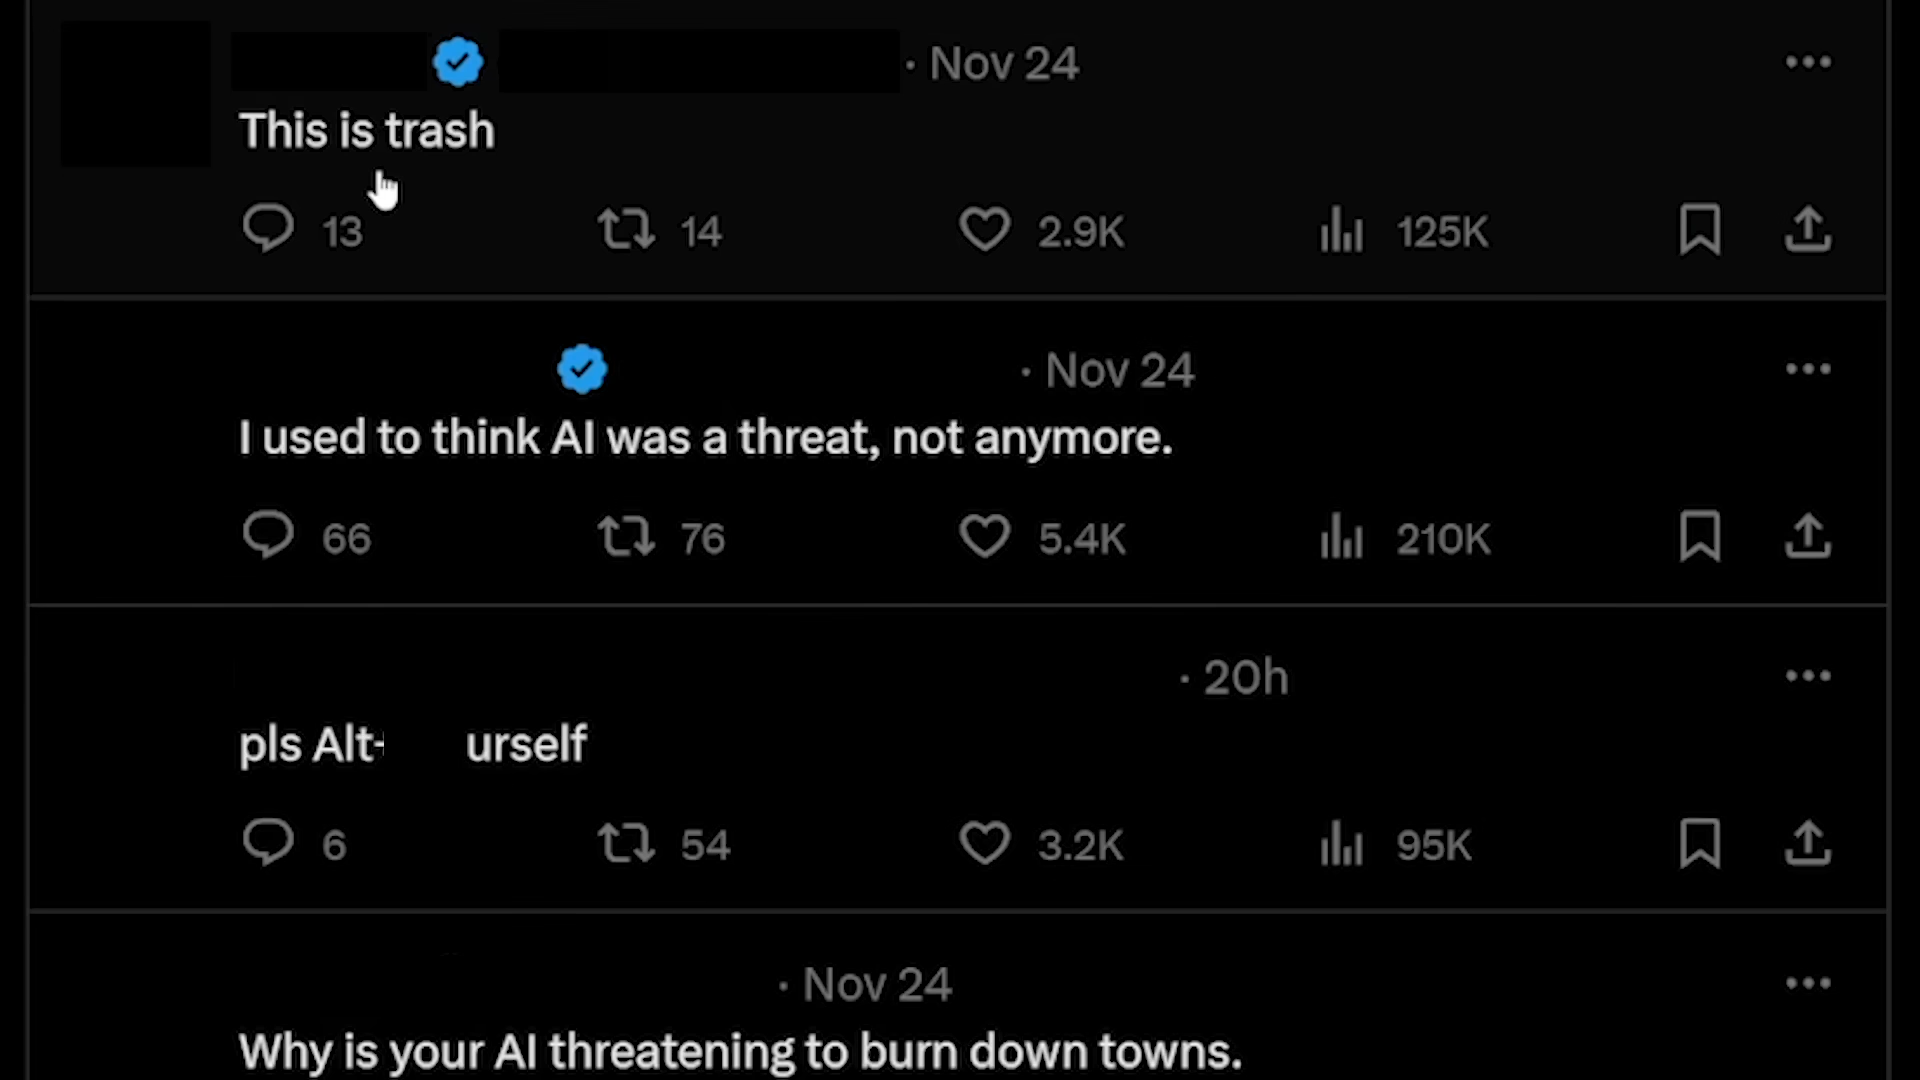 · Nov 24
This is trash
13 14 2.9K 125K
· Nov 24
I used to think AI was a threat, not anymore.
66 76 5.4K 210K
· 20h
pls Alt- urself
6 54 3.2K 95K
· Nov 24
Why is your AI threatening to burn down towns.